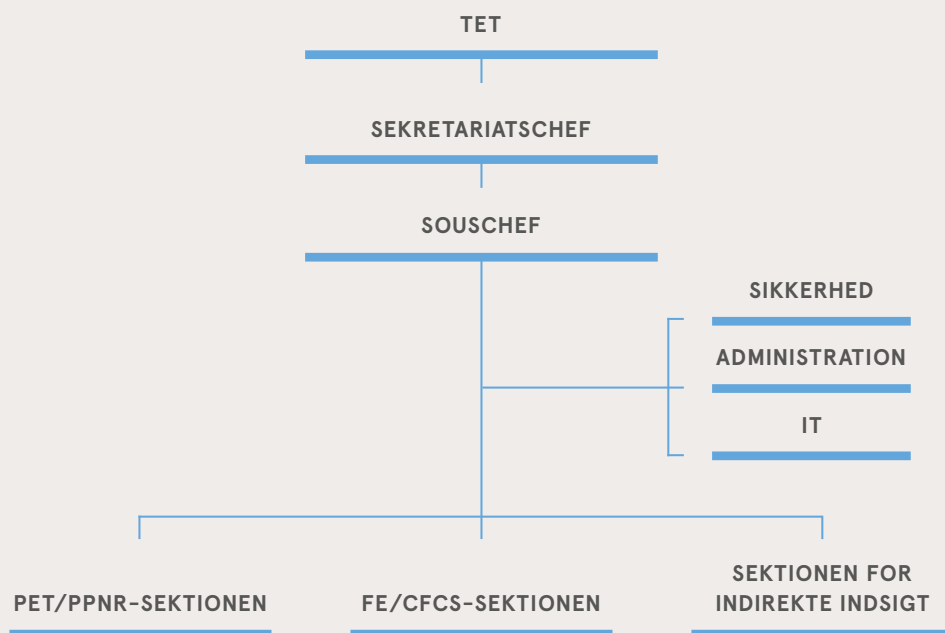 TET
SEKRETARIATSCHEF
SOUSCHEF
SIKKERHED
ADMINISTRATION
IT
PET/PPNR-SEKTIONEN
FE/CFCS-SEKTIONEN
SEKTIONEN FOR
INDIREKTE INDSIGT